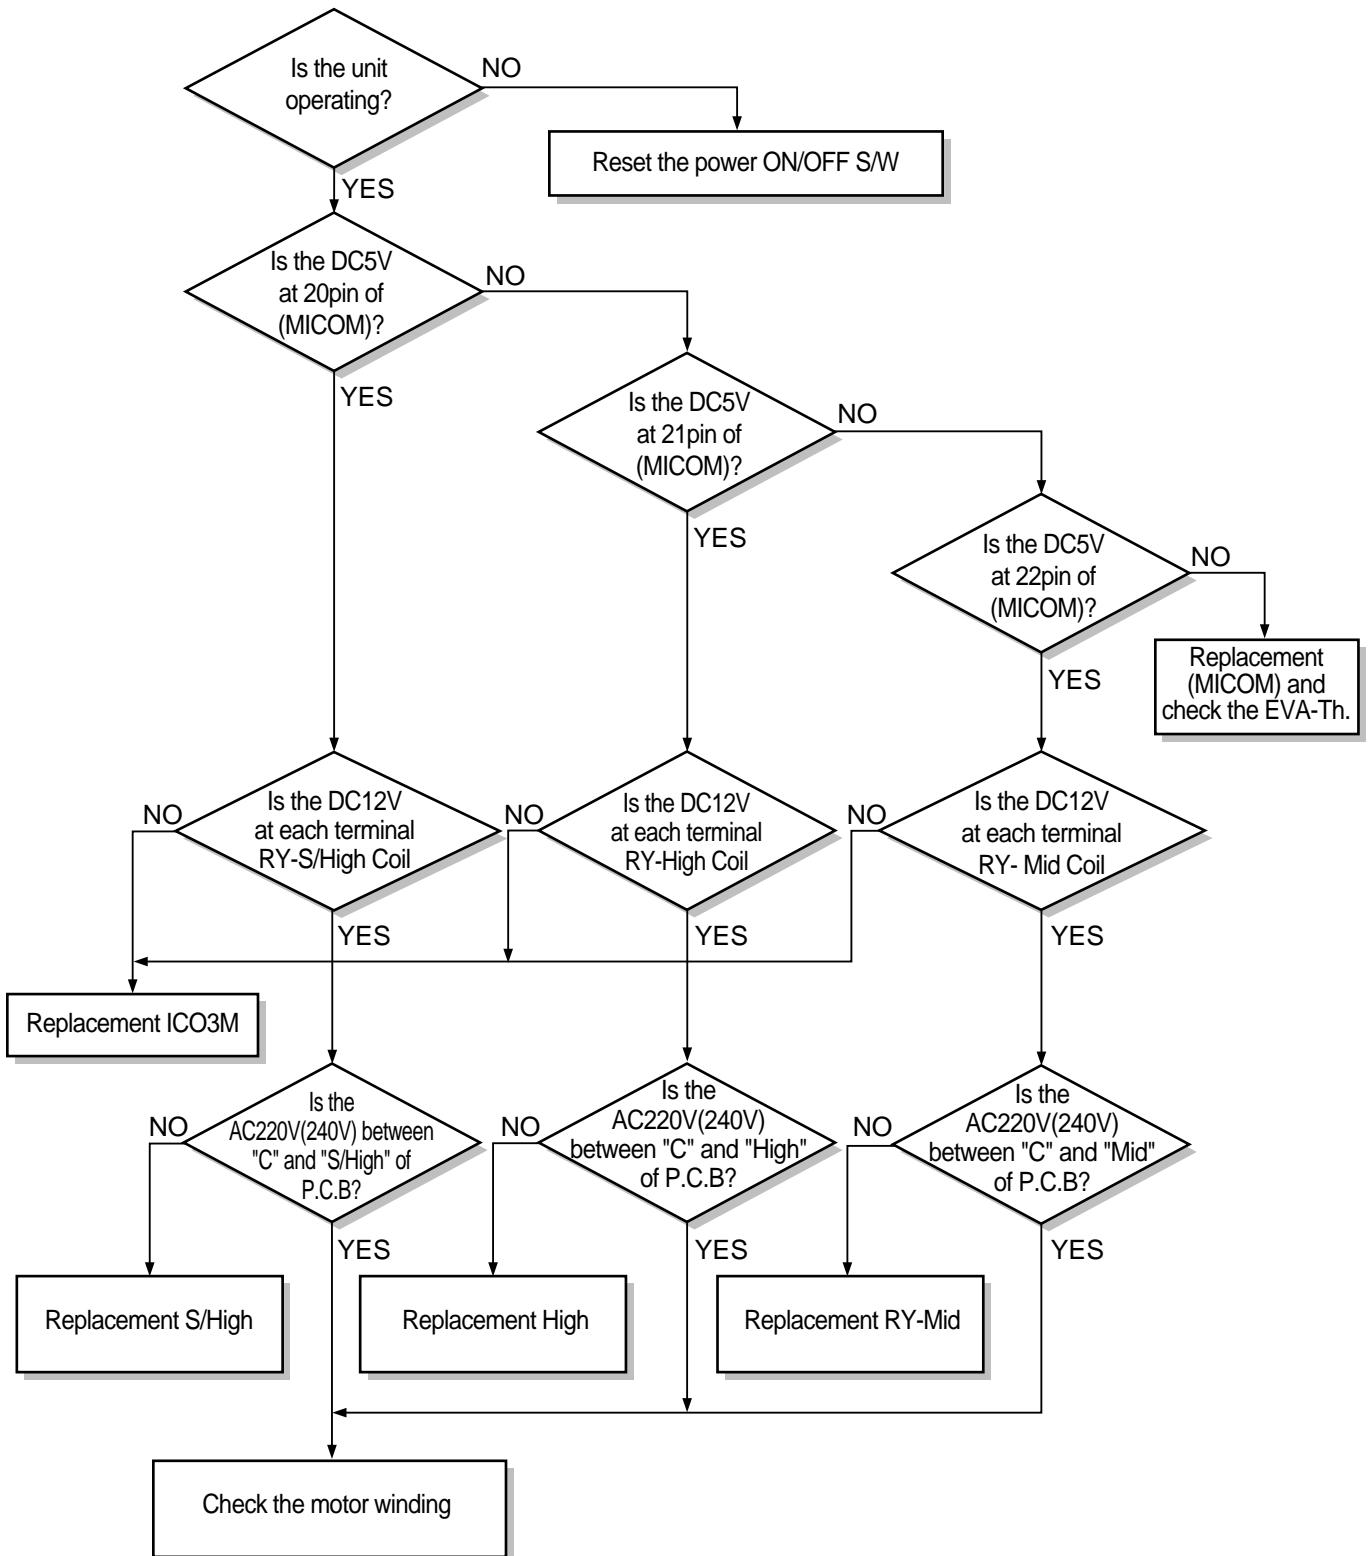 Is the unit
operating?
NO
Reset the power ON/OFF S/W
YES
Is the DC5V
at 20pin of
(MICOM)?
NO
YES
Is the DC5V
at 21pin of
(MICOM)?
NO
YES
Is the DC5V
at 22pin of
(MICOM)?
NO
Replacement
(MICOM) and
check the EVA-Th.
YES
NO
Is the DC12V
at each terminal
RY-S/High Coil
YES
NO
Is the DC12V
at each terminal
RY-High Coil
YES
NO
Is the DC12V
at each terminal
RY- Mid Coil
YES
Replacement ICO3M
NO
Is the
AC220V(240V) between
"C" and "S/High" of
P.C.B?
YES
NO
Is the
AC220V(240V)
between "C" and "High"
of P.C.B?
YES
NO
Is the
AC220V(240V)
between "C" and "Mid"
of P.C.B?
YES
Replacement S/High
Replacement High
Replacement RY-Mid
Check the motor winding